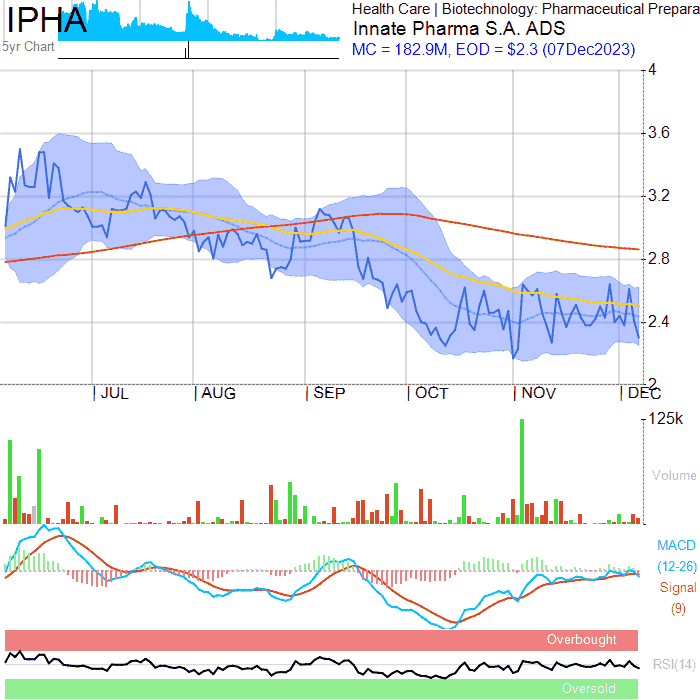 IPHA
5yr Chart
Health Care | Biotechnology: Pharmaceutical Prepara
Innate Pharma S.A. ADS
MC = 182.9M, EOD = $2.3 (07Dec2023)
4
3.6
3.2
2.8
2.4
2
JUL AUG SEP OCT NOV DEC
125k
Volume
MACD
(12-26)
Signal
(9)
Overbought
RSI(14)
Oversold